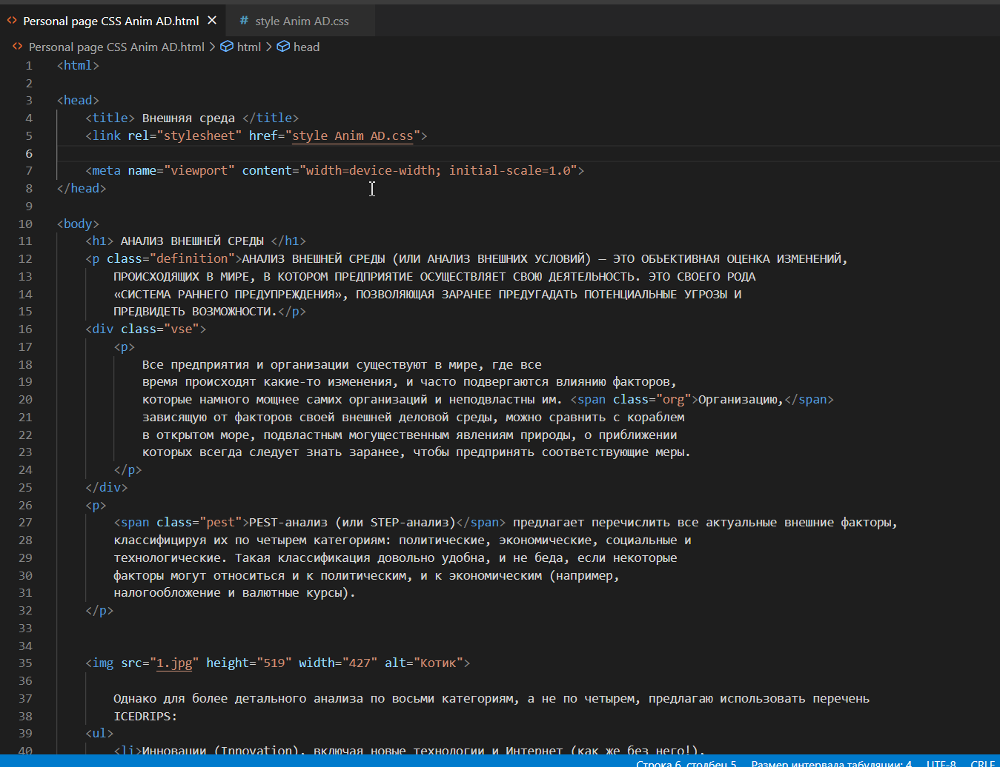 Personal page CSS Anim AD.html
# style Anim AD.css
Personal page CSS Anim AD.html > html > head
1 <html>
2
3 <head>
4 <title> Внешняя среда </title>
5 <link rel="stylesheet" href="style Anim AD.css">
6
7 <meta name="viewport" content="width=device-width; initial-scale=1.0">
8 </head>
9
10 <body>
11 <h1> АНАЛИЗ ВНЕШНЕЙ СРЕДЫ </h1>
12 <p class="definition">АНАЛИЗ ВНЕШНЕЙ СРЕДЫ (ИЛИ АНАЛИЗ ВНЕШНИХ УСЛОВИЙ) — ЭТО ОБЪЕКТИВНАЯ ОЦЕНКА ИЗМЕНЕНИЙ,
13 ПРОИСХОДЯЩИХ В МИРЕ, В КОТОРОМ ПРЕДПРИЯТИЕ ОСУЩЕСТВЛЯЕТ СВОЮ ДЕЯТЕЛЬНОСТЬ. ЭТО СВОЕГО РОДА
14 «СИСТЕМА РАННЕГО ПРЕДУПРЕЖДЕНИЯ», ПОЗВОЛЯЮЩАЯ ЗАРАНЕЕ ПРЕДУГАДАТЬ ПОТЕНЦИАЛЬНЫЕ УГРОЗЫ И
15 ПРЕДВИДЕТЬ ВОЗМОЖНОСТИ.</p>
16 <div class="vse">
17 <p>
18 Все предприятия и организации существуют в мире, где все
19 время происходят какие-то изменения, и часто подвергаются влиянию факторов,
20 которые намного мощнее самих организаций и неподвластны им. <span class="org">Организацию,</span>
21 зависящую от факторов своей внешней деловой среды, можно сравнить с кораблем
22 в открытом море, подвластным могущественным явлениям природы, о приближении
23 которых всегда следует знать заранее, чтобы предпринять соответствующие меры.
24 </p>
25 </div>
26 <p>
27 <span class="pest">PEST-анализ (или STEP-анализ)</span> предлагает перечислить все актуальные внешние факторы,
28 классифицируя их по четырем категориям: политические, экономические, социальные и
29 технологические. Такая классификация довольно удобна, и не беда, если некоторые
30 факторы могут относиться и к политическим, и к экономическим (например,
31 налогообложение и валютные курсы).
32 </p>
33
34
35 <img src="1.jpg" height="519" width="427" alt="Котик">
36
37 Однако для более детального анализа по восьми категориям, а не по четырем, предлагаю использовать перечень
38 ICEDRIPS:
39 <ul>
40 <li>Инновации (Innovation), включая новые технологии и Интернет (как же без него!).
Строка 6, столбец 5 Размер интервала табуляции: 4 UTF-8 CRLF